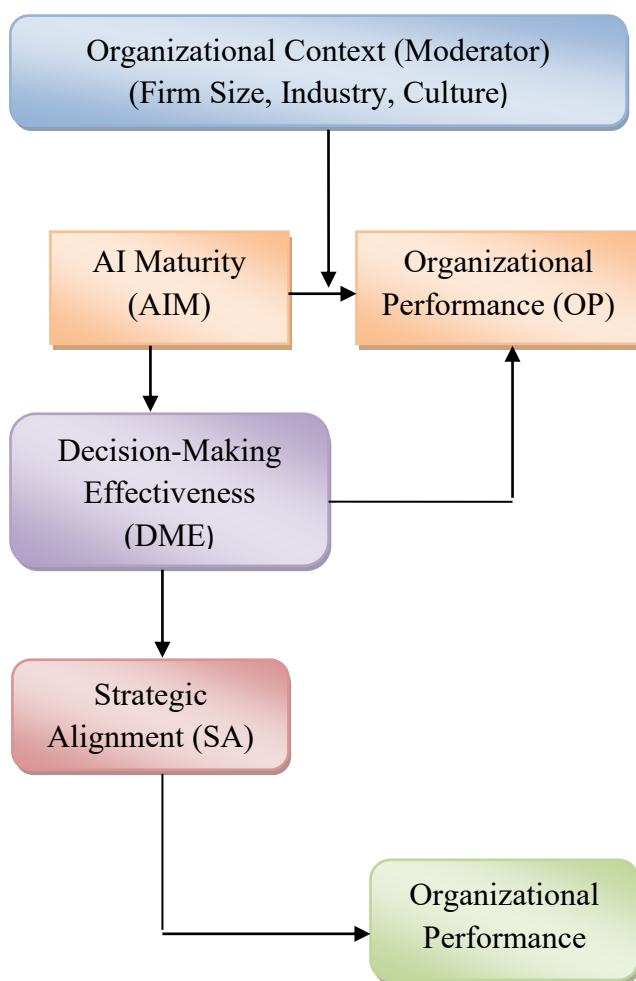 Organizational Context (Moderator)
(Firm Size, Industry, Culture)
AI Maturity
(AIM)
Organizational
Performance (OP)
Decision-Making
Effectiveness
(DME)
Strategic
Alignment (SA)
Organizational
Performance